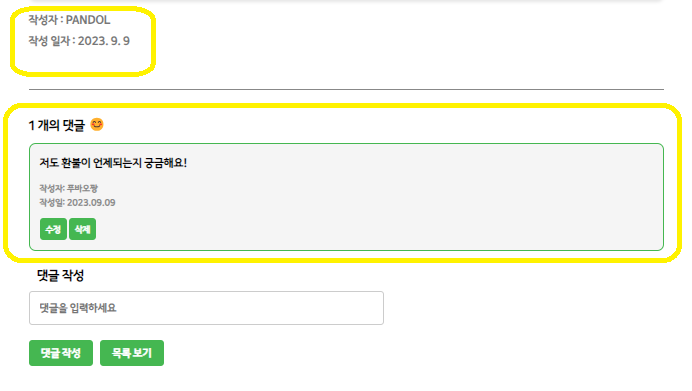 작성자 : PANDOL
작성 일자 : 2023. 9. 9
1 개의 댓글 😊
저도 환불이 언제되는지 궁금해요!
작성자: 푸바오짱
작성일: 2023.09.09
수정 삭제
댓글 작성
댓글을 입력하세요
댓글 작성 목록 보기